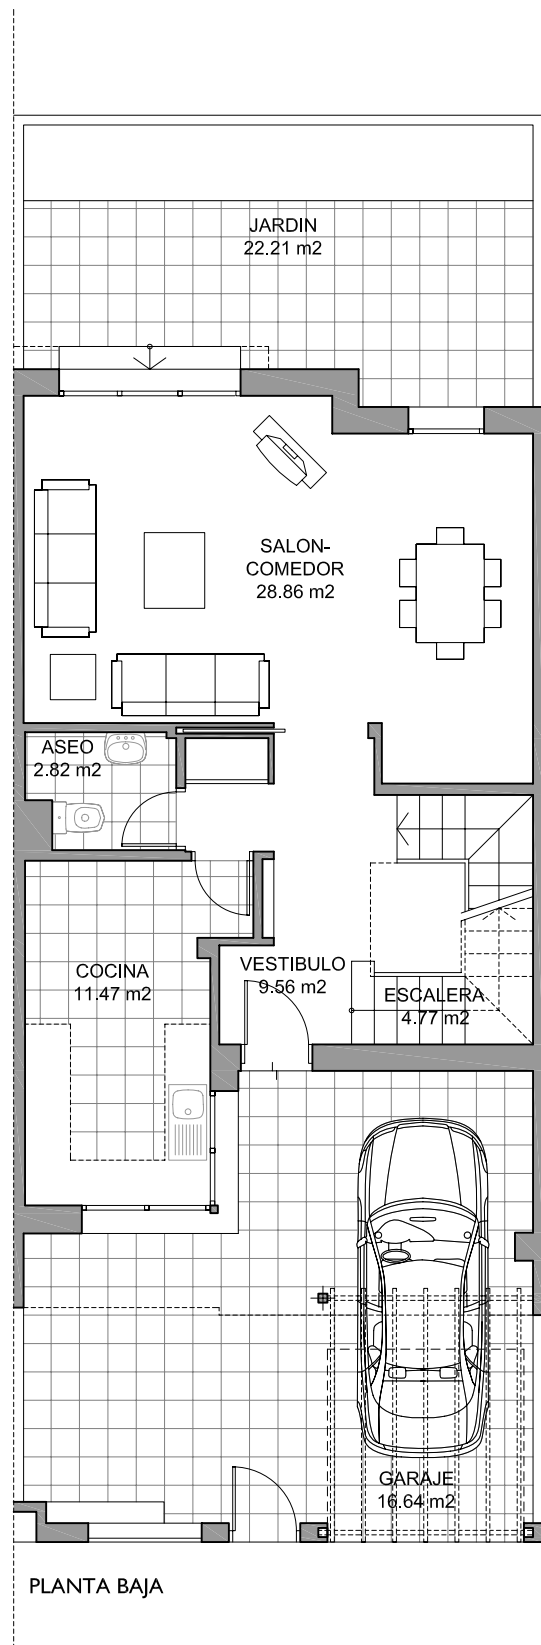 JARDIN
22.21 m2
SALON-
COMEDOR
28.86 m2
ASEO
2.82 m2
COCINA
11.47 m2
VESTIBULO
9.56 m2
ESCALERA
4.77 m2
GARAJE
16.64 m2
PLANTA BAJA